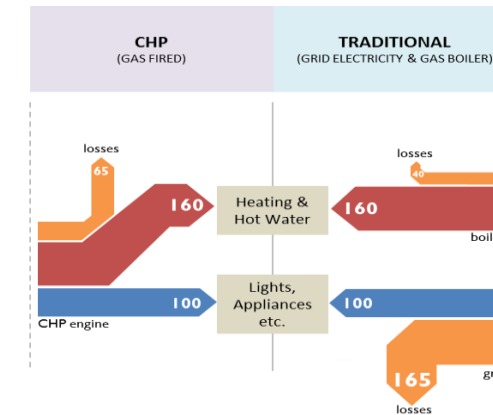 CHP
(GAS FIRED)
TRADITIONAL
(GRID ELECTRICITY & GAS BOILER)
losses
65
160
Heating &
Hot Water
losses
40
160
boil
100
Lights,
Appliances
etc.
100
CHP engine
165
losses
gr